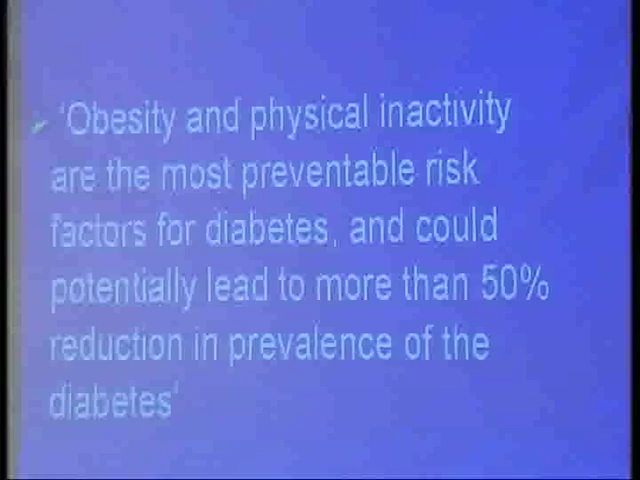 'Obesity and physical inactivity
are the most preventable risk
factors for diabetes, and could
potentially lead to more than 50%
reduction in prevalence of the
diabetes'